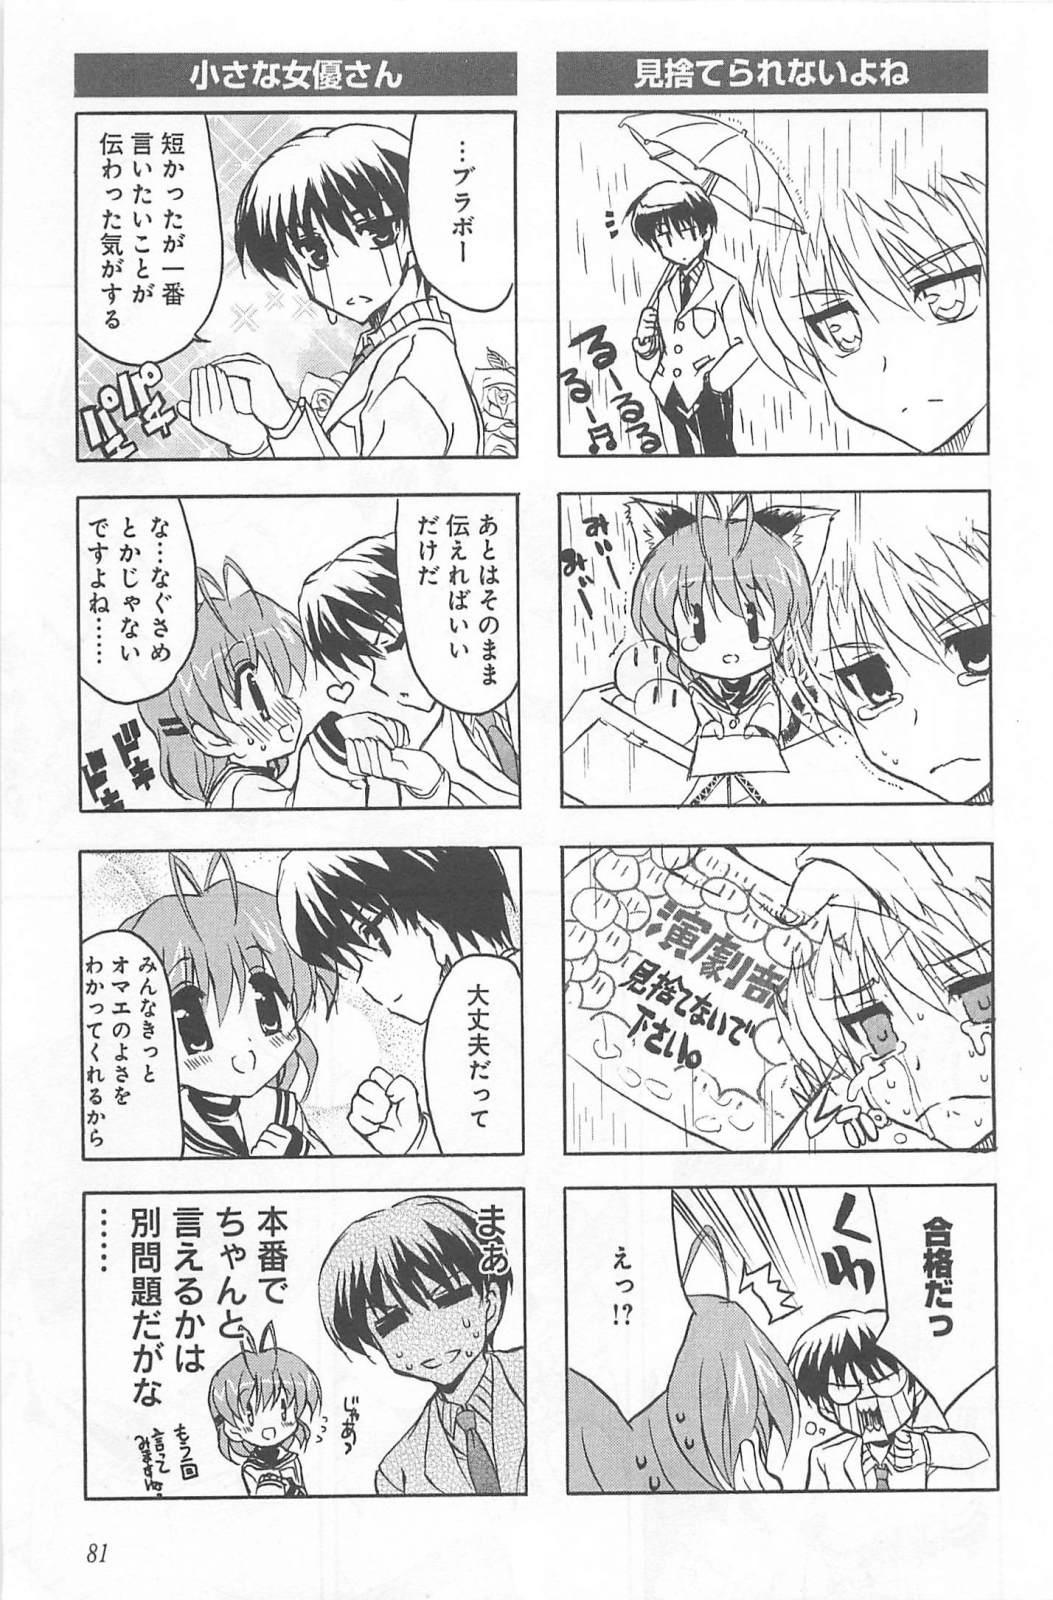 見捨てられないよね
るーるる
るーるる♬
みぃー
みぃー
演劇部
見捨てないで
下さい。
合格だっ
くわっ
えっ!?
小さな女優さん
…ブラボー
短かったが一番
言いたいことが
伝わった気がする
パチ
パチ
あとはそのまま
伝えればいい
だけだ
な…なぐさめ
とかじゃない
ですよね……
ドキ
ドキ
大丈夫だって
みんなきっと
オマエのよさを
わかってくれるから
まぁ
本番で
ちゃんと
言えるかは
別問題だがな
……
じゃあっ
もう一回
言って
みますね。
81